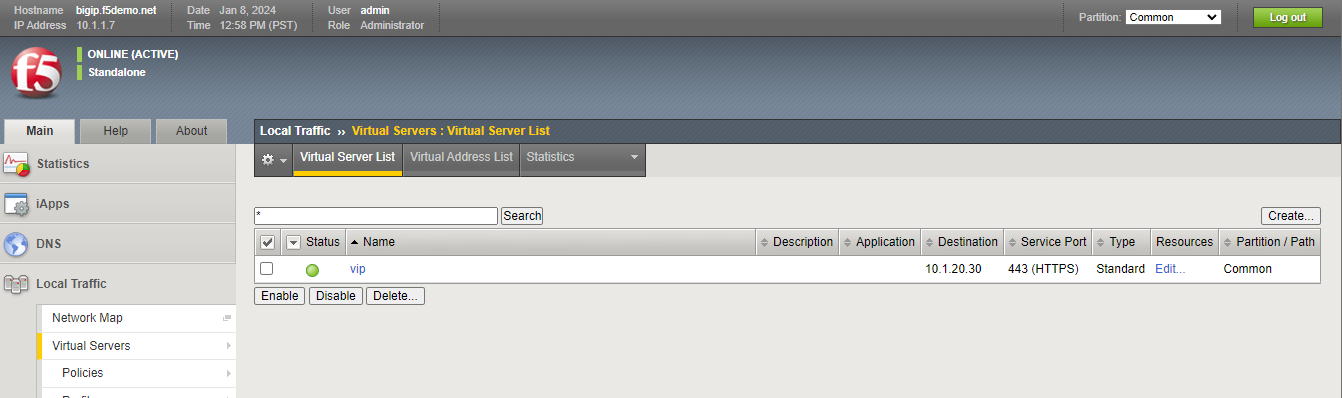 Hostname bigip.f5demo.net Date Jan 8, 2024 User admin Partition: Common Log out
IP Address 10.1.1.7 Time 12:58 PM (PST) Role Administrator
f5
ONLINE (ACTIVE)
Standalone
Main Help About
Local Traffic ›› Virtual Servers : Virtual Server List
Virtual Server List Virtual Address List Statistics
Statistics
iApps
DNS
Local Traffic
Network Map
Virtual Servers
Policies
* Search Create...
Status Name Description Application Destination Service Port Type Resources Partition / Path
vip 10.1.20.30 443 (HTTPS) Standard Edit... Common
Enable Disable Delete...